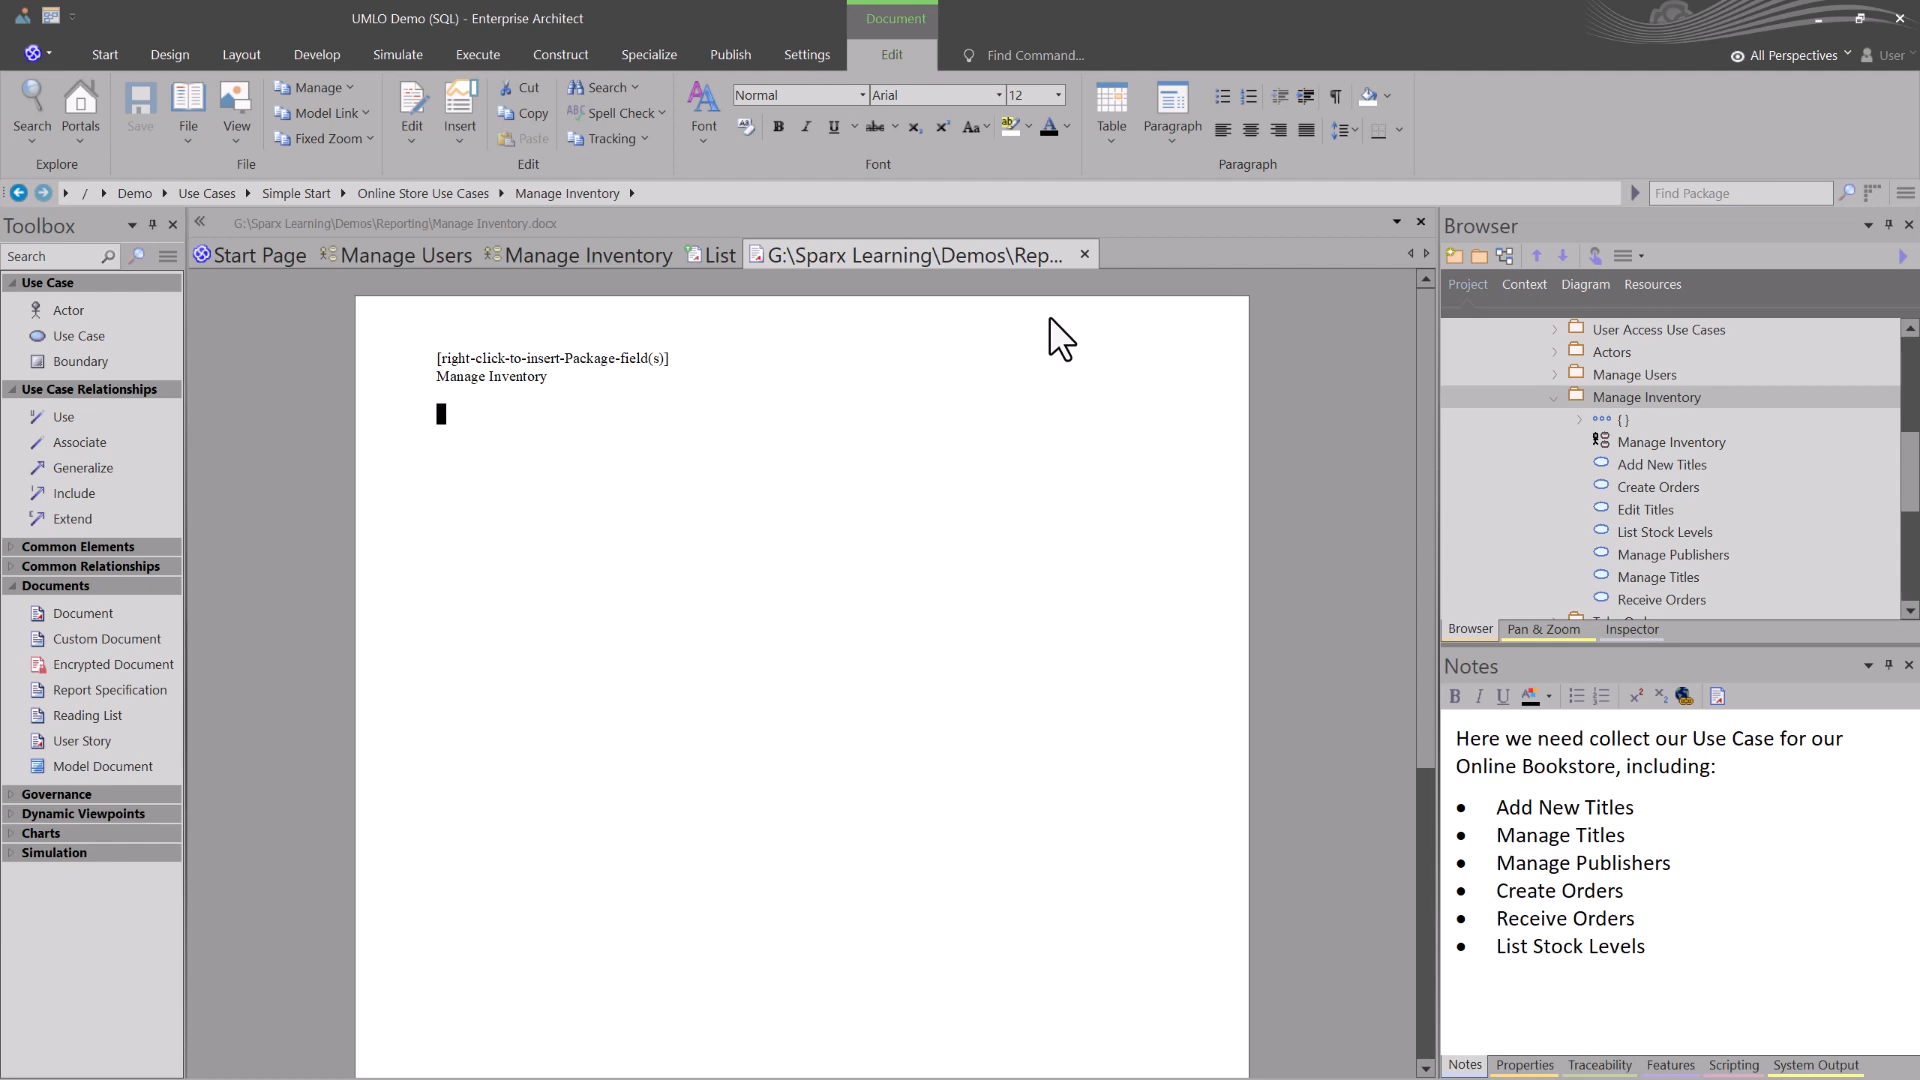 UMLO Demo (SQL) - Enterprise Architect
Document
Start Design Layout Develop Simulate Execute Construct Specialize Publish Settings Edit Find Command... All Perspectives User
Search Portals Save File View Manage Model Link Fixed Zoom Edit Insert Cut Copy Paste Search Spell Check Tracking Font Normal Arial 12 Table Paragraph
Explore File Edit Font Paragraph
/ Demo Use Cases Simple Start Online Store Use Cases Manage Inventory Find Package
Toolbox
Search
Use Case
Actor
Use Case
Boundary
Use Case Relationships
Use
Associate
Generalize
Include
Extend
Common Elements
Common Relationships
Documents
Document
Custom Document
Encrypted Document
Report Specification
Reading List
User Story
Model Document
Governance
Dynamic Viewpoints
Charts
Simulation
G:\Sparx Learning\Demos\Reporting\Manage Inventory.docx
Start Page Manage Users Manage Inventory List G:\Sparx Learning\Demos\Rep...
[right-click-to-insert-Package-field(s)]
Manage Inventory
Browser
Project Context Diagram Resources
User Access Use Cases
Actors
Manage Users
Manage Inventory
{}
Manage Inventory
Add New Titles
Create Orders
Edit Titles
List Stock Levels
Manage Publishers
Manage Titles
Receive Orders
Browser Pan & Zoom Inspector
Notes
B I U
Here we need collect our Use Case for our
Online Bookstore, including:
• Add New Titles
• Manage Titles
• Manage Publishers
• Create Orders
• Receive Orders
• List Stock Levels
Notes Properties Traceability Features Scripting System Output